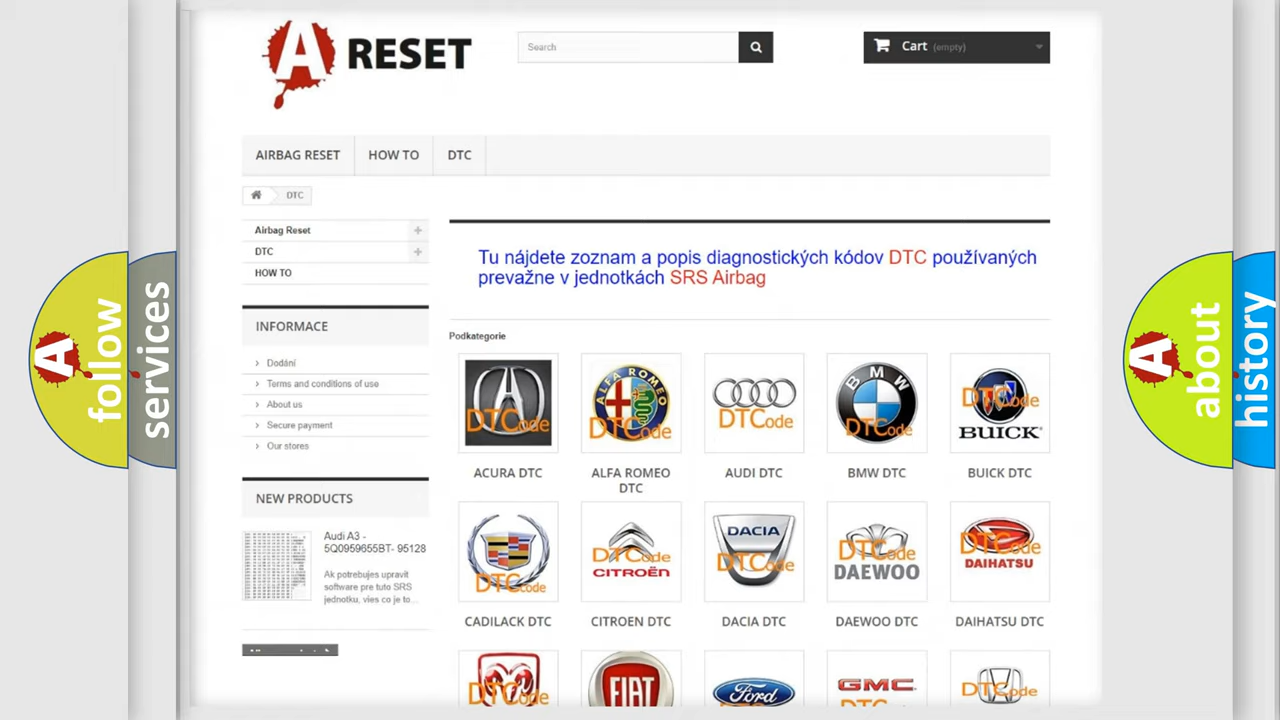 A RESET
Search
Cart (empty)
AIRBAG RESET
HOW TO
DTC
DTC
Airbag Reset
DTC
HOW TO
Tu nájdete zoznam a popis diagnostických kódov DTC používaných
prevažne v jednotkách SRS Airbag
INFORMACE
Dodání
Terms and conditions of use
About us
Secure payment
Our stores
Podkategorie
DTCode
ALFA ROMEO
DTCode
DTCode
BMW
DTCode
DTCode
BUICK
ACURA DTC
ALFA ROMEO
DTC
AUDI DTC
BMW DTC
BUICK DTC
NEW PRODUCTS
Audi A3 -
5Q0959655BT- 95128
Ak potrebujes upravit
software pre tuto SRS
jednotku, vies co je to...
DTCode
DTCode
CITROËN
DACIA
DTCode
DTCode
DAEWOO
DTCode
DAIHATSU
CADILACK DTC
CITROEN DTC
DACIA DTC
DAEWOO DTC
DAIHATSU DTC
DTCode
FIAT
Ford
GMC
DTCode
A follow
services
A about
history